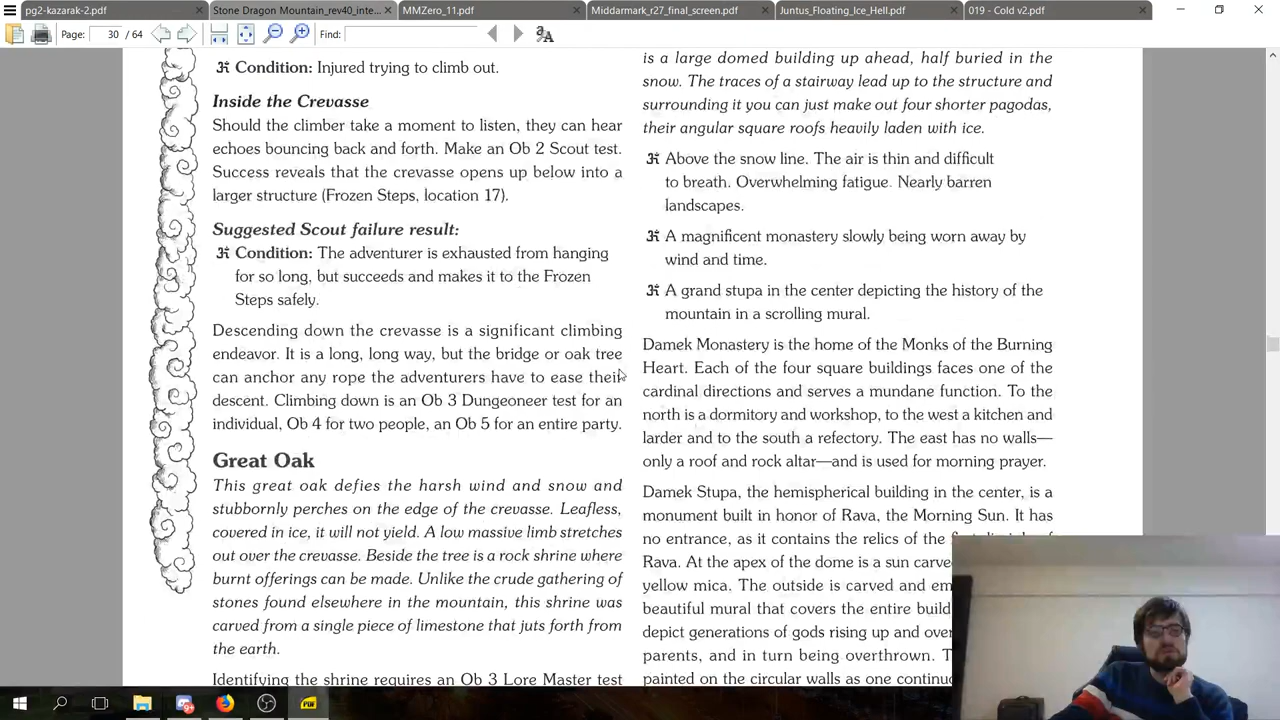 pg2-kazarak-2.pdf
Stone Dragon Mountain_rev40_inte...
MMZero_11.pdf
Middarmark_r27_final_screen.pdf
Juntus_Floating_Ice_Hell.pdf
019 - Cold v2.pdf
Page: 30 / 64
Find:
Condition: Injured trying to climb out.
Inside the Crevasse
Should the climber take a moment to listen, they can hear
echoes bouncing back and forth. Make an Ob 2 Scout test.
Success reveals that the crevasse opens up below into a
larger structure (Frozen Steps, location 17).
Suggested Scout failure result:
Condition: The adventurer is exhausted from hanging
for so long, but succeeds and makes it to the Frozen
Steps safely.
Descending down the crevasse is a significant climbing
endeavor. It is a long, long way, but the bridge or oak tree
can anchor any rope the adventurers have to ease their
descent. Climbing down is an Ob 3 Dungeoneer test for an
individual, Ob 4 for two people, an Ob 5 for an entire party.
Great Oak
This great oak defies the harsh wind and snow and
stubbornly perches on the edge of the crevasse. Leafless,
covered in ice, it will not yield. A low massive limb stretches
out over the crevasse. Beside the tree is a rock shrine where
burnt offerings can be made. Unlike the crude gathering of
stones found elsewhere in the mountain, this shrine was
carved from a single piece of limestone that juts forth from
the earth.
Identifying the shrine requires an Ob 3 Lore Master test
is a large domed building up ahead, half buried in the
snow. The traces of a stairway lead up to the structure and
surrounding it you can just make out four shorter pagodas,
their angular square roofs heavily laden with ice.
Above the snow line. The air is thin and difficult
to breath. Overwhelming fatigue. Nearly barren
landscapes.
A magnificent monastery slowly being worn away by
wind and time.
A grand stupa in the center depicting the history of the
mountain in a scrolling mural.
Damek Monastery is the home of the Monks of the Burning
Heart. Each of the four square buildings faces one of the
cardinal directions and serves a mundane function. To the
north is a dormitory and workshop, to the west a kitchen and
larder and to the south a refectory. The east has no walls—
only a roof and rock altar—and is used for morning prayer.
Damek Stupa, the hemispherical building in the center, is a
monument built in honor of Rava, the Morning Sun. It has
no entrance, as it contains the relics of the
Rava. At the apex of the dome is a sun carve
yellow mica. The outside is carved and em
beautiful mural that covers the entire build
depict generations of gods rising up and over
parents, and in turn being overthrown. T
painted on the circular walls as one continuo